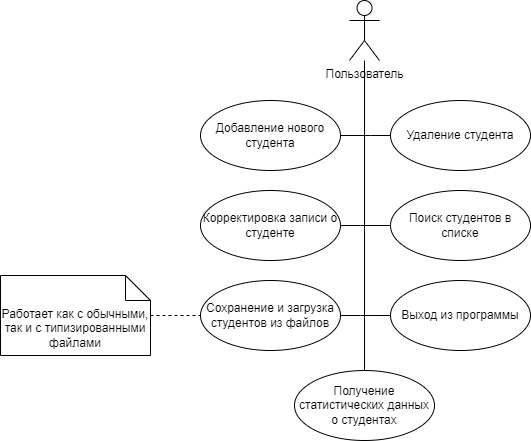 Пользователь
Добавление нового
студента
Удаление студента
Корректировка записи о
студенте
Поиск студентов в
списке
Работает как с обычными,
так и с типизированными
файлами
Сохранение и загрузка
студентов из файлов
Выход из программы
Получение
статистических данных
о студентах